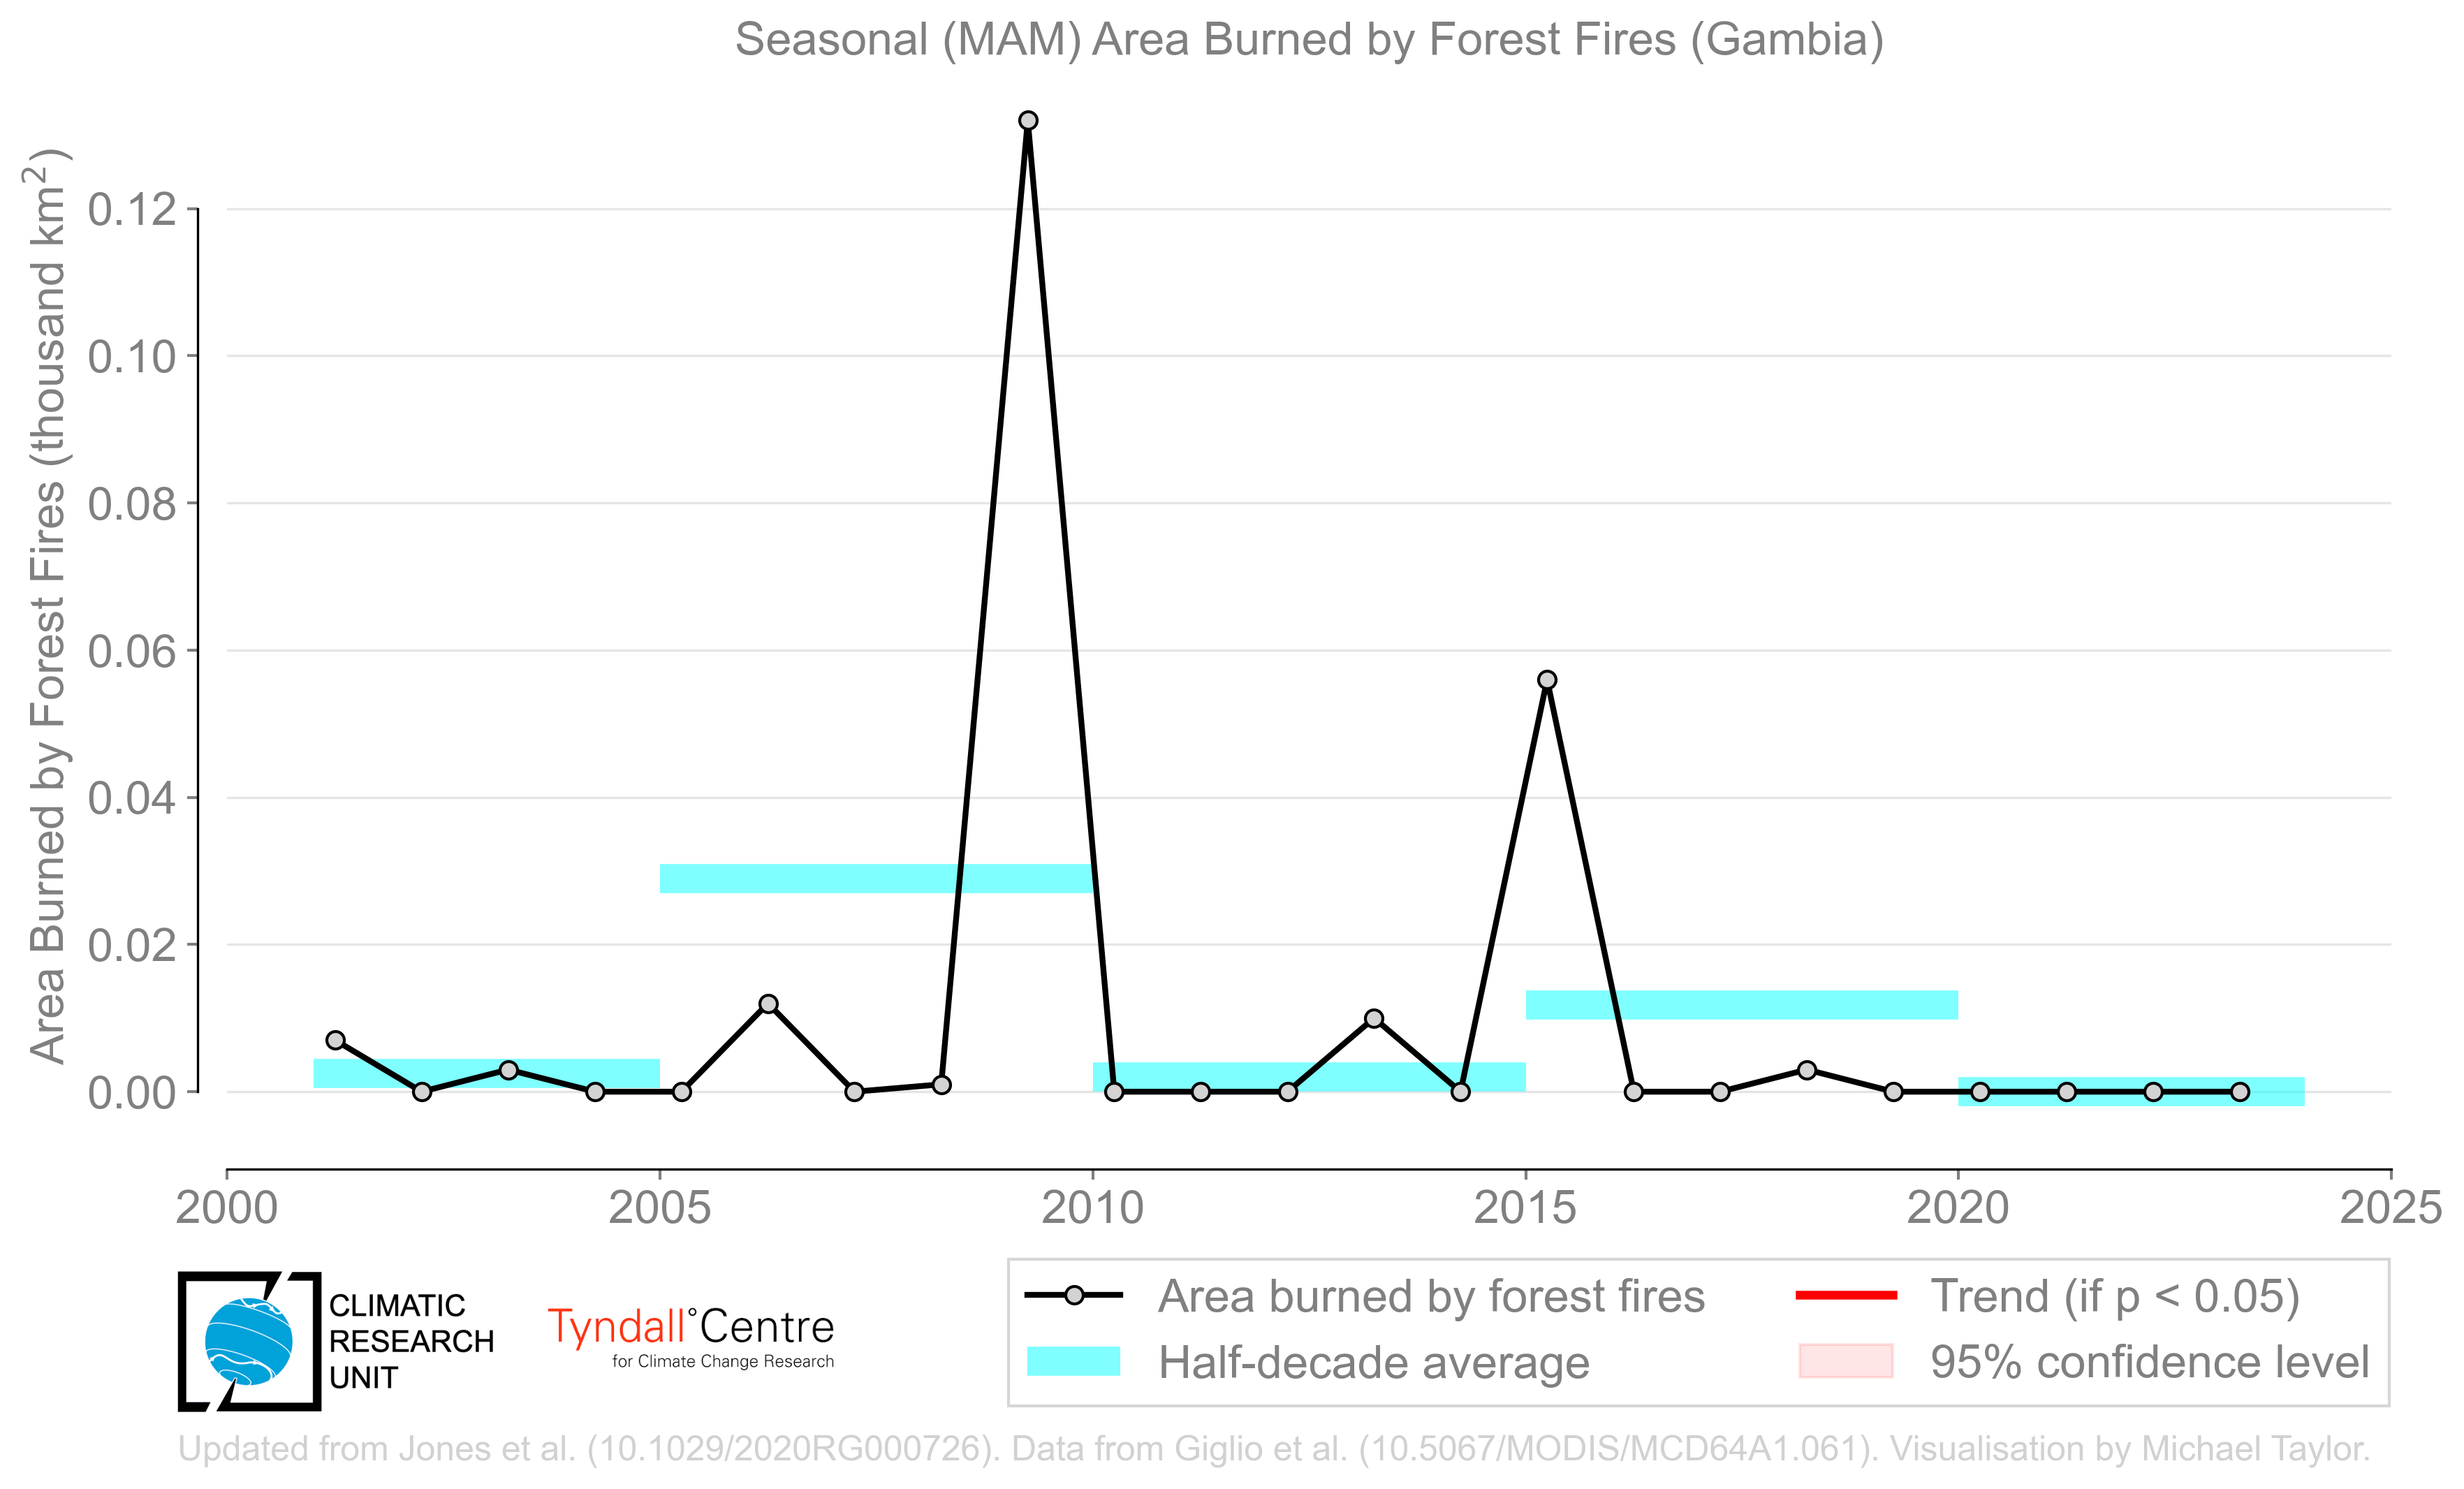 Seasonal (MAM) Area Burned by Forest Fires (Gambia)
Area Burned by Forest Fires (thousand km²)
0.12
0.10
0.08
0.06
0.04
0.02
0.00
2000 2005 2010 2015 2020 2025
CLIMATIC
RESEARCH
UNIT
Tyndall°Centre
for Climate Change Research
Area burned by forest fires
Half-decade average
Trend (if p < 0.05)
95% confidence level
Updated from Jones et al. (10.1029/2020RG000726). Data from Giglio et al. (10.5067/MODIS/MCD64A1.061). Visualisation by Michael Taylor.